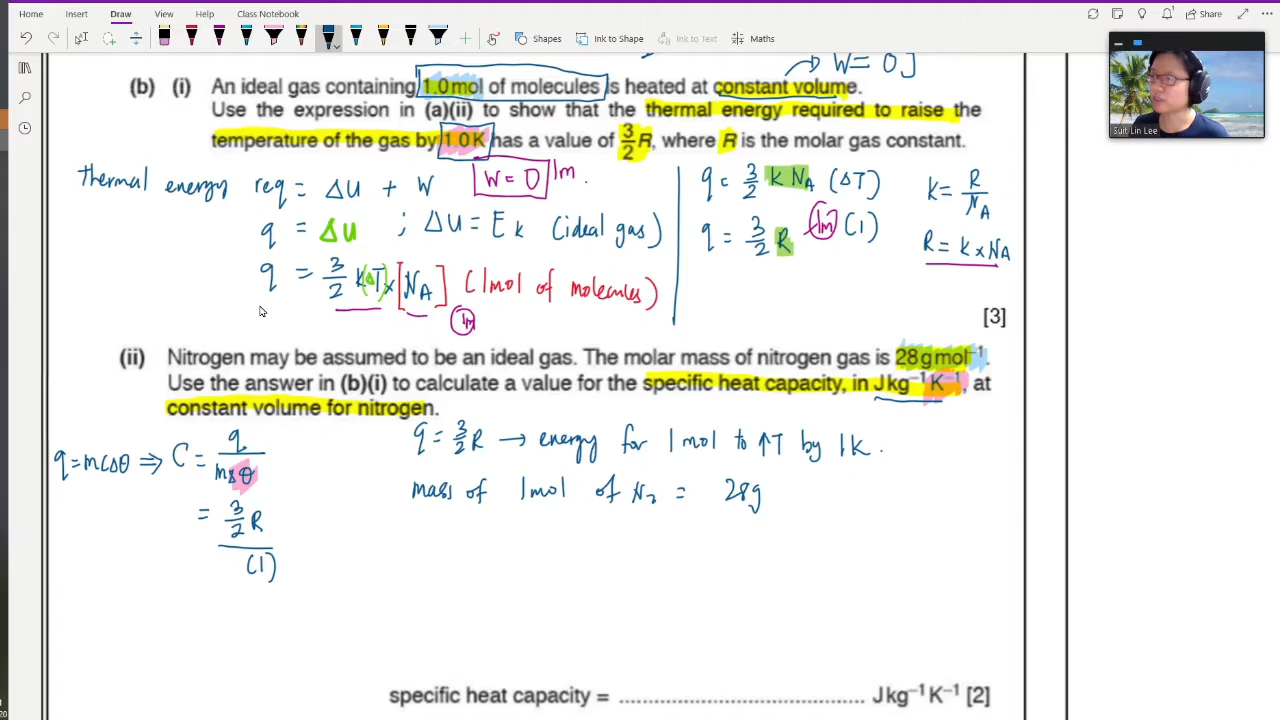 Home Insert Draw View Help Class Notebook
Share
Shapes Ink to Shape Ink to Text Maths
W = 0 J
Suit Lin Lee
(b) (i) An ideal gas containing 1.0 mol of molecules is heated at constant volume.
Use the expression in (a)(ii) to show that the thermal energy required to raise the
temperature of the gas by 1.0 K has a value of 3/2 R, where R is the molar gas constant.
thermal energy req = ΔU + W W = 0 1m.
q = ΔU ; ΔU = Ek (ideal gas)
q = 3/2 k(Δ)T × [NA] (1mol of molecules)
1m
q = 3/2 k NA (ΔT)
q = 3/2 R 1m (1)
k = R/NA
R = k × NA
[3]
(ii) Nitrogen may be assumed to be an ideal gas. The molar mass of nitrogen gas is 28 g mol⁻¹.
Use the answer in (b)(i) to calculate a value for the specific heat capacity, in J kg⁻¹ K⁻¹, at
constant volume for nitrogen.
q = mcΔθ ⇒ C = q/mΔθ
= 3/2 R / (1)
q = 3/2 R → energy for 1mol to ↑T by 1K.
mass of 1mol of N2 = 28g
specific heat capacity = ............................................. J kg⁻¹ K⁻¹ [2]
20